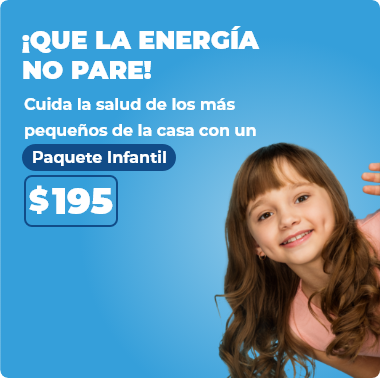 ¡QUE LA ENERGÍA
NO PARE!
Cuida la salud de los más
pequeños de la casa con un
Paquete Infantil
$195